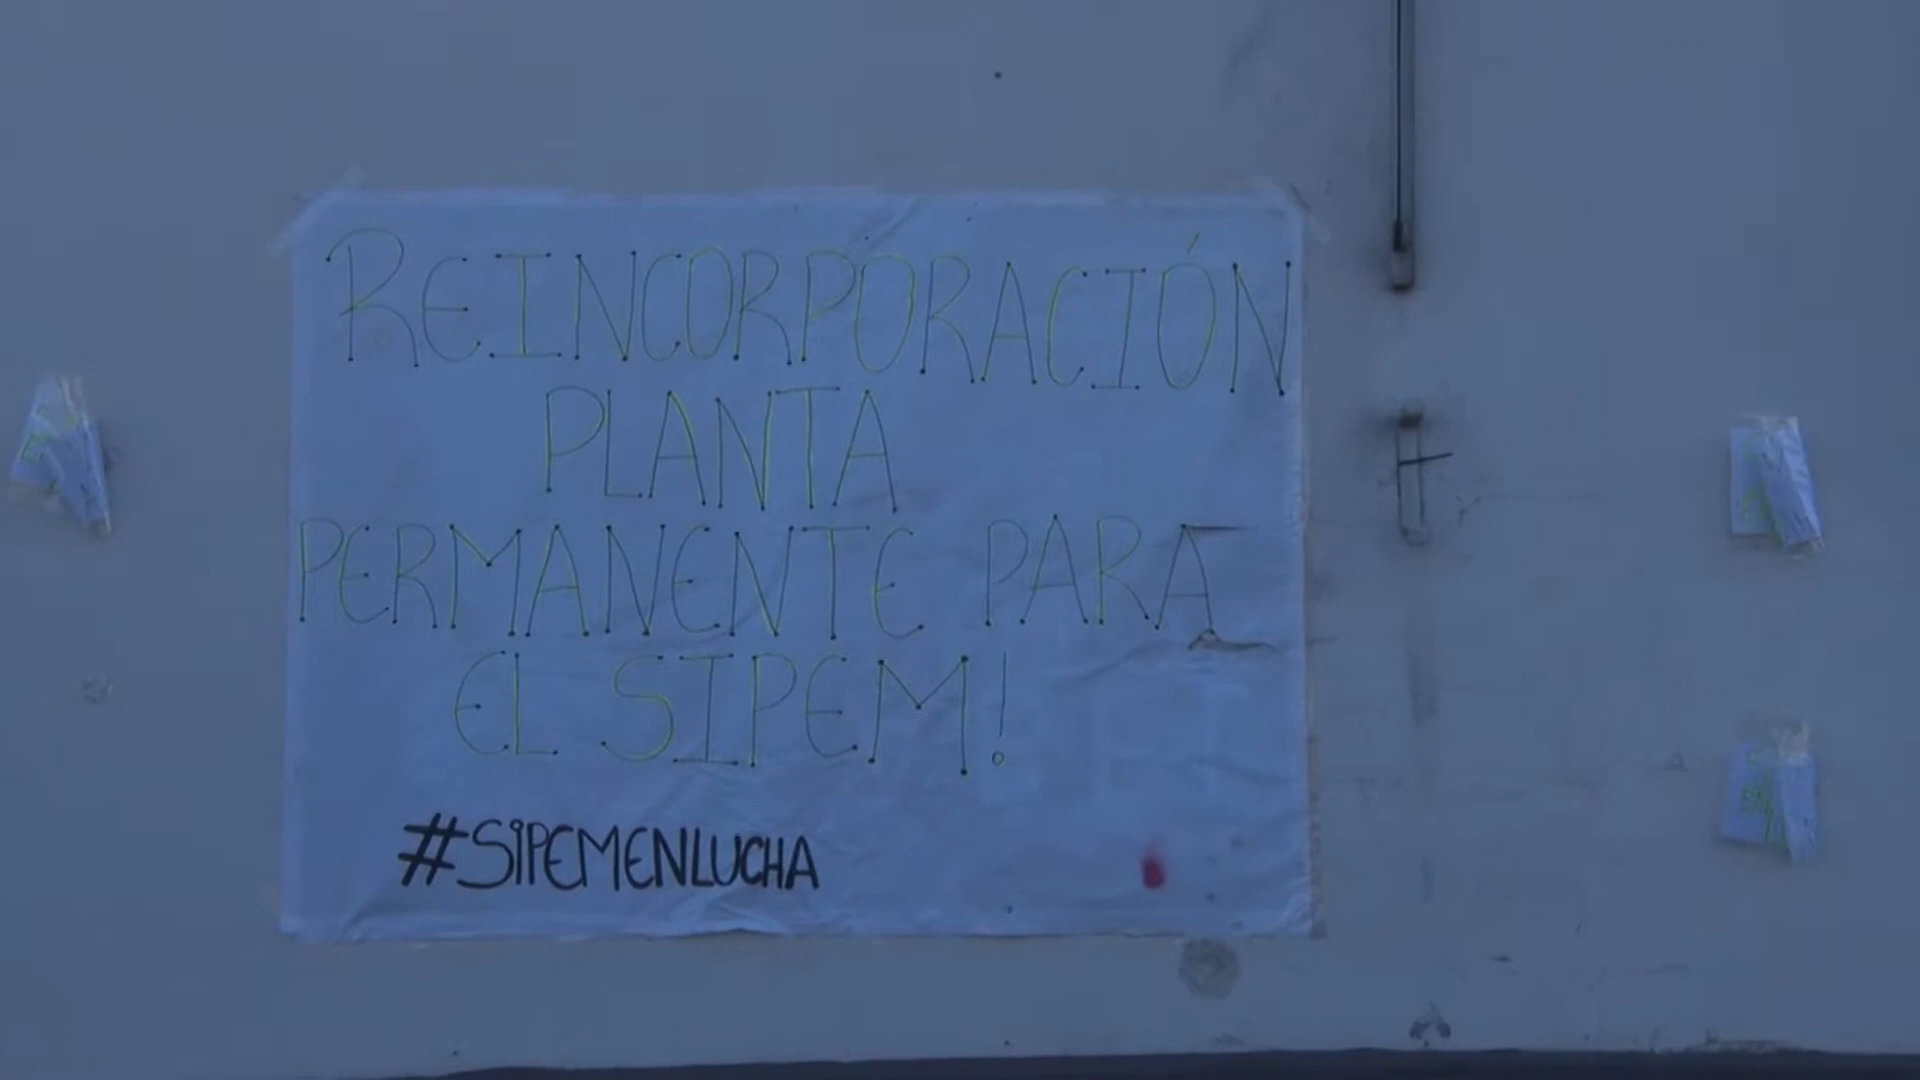 REINCORPORACIÓN
PLANTA
PERMANENTE PARA
EL SIPEM!
#SIPEMENLUCHA